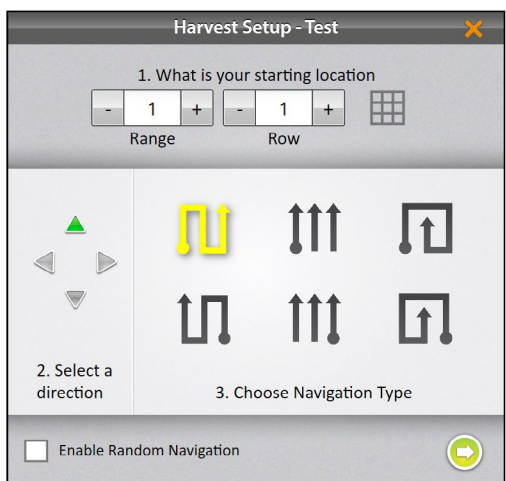 Harvest Setup - Test
1. What is your starting location
- 1 + - 1 +
Range Row
2. Select a
direction
3. Choose Navigation Type
Enable Random Navigation